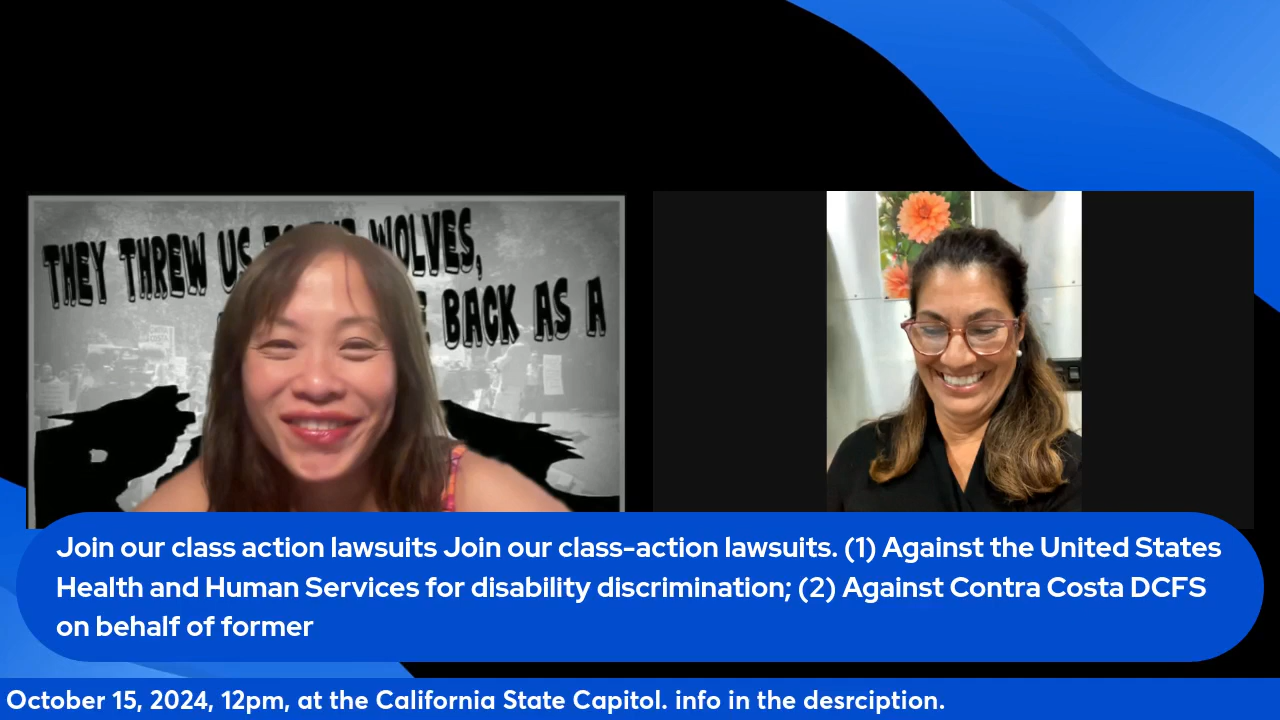 THEY THREW US WOLVES,
BACK AS A
Join our class action lawsuits Join our class-action lawsuits. (1) Against the United States
Health and Human Services for disability discrimination; (2) Against Contra Costa DCFS
on behalf of former
October 15, 2024, 12pm, at the California State Capitol. info in the desrciption.